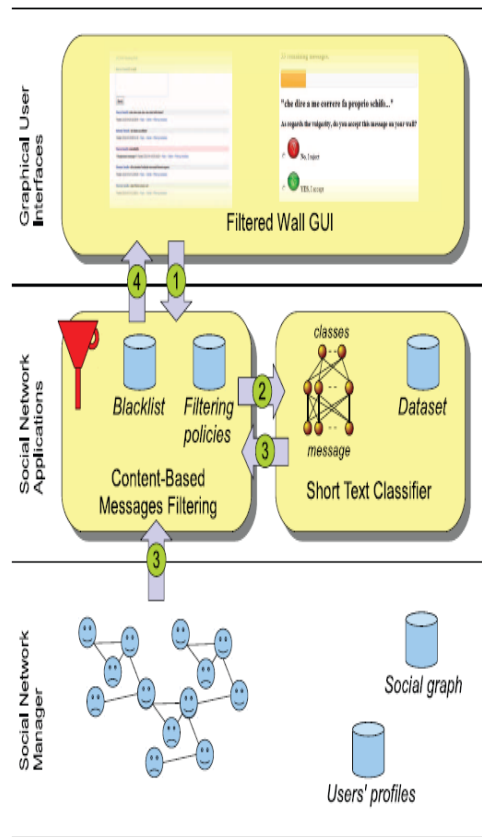 Graphical User
Interfaces
"che dire a me correre fa proprio schifo..."
As regards the vulgarity, do you accept this message on your wall?
No, I reject
YES, I accept
Filtered Wall GUI
4
1
Social Network
Applications
Blacklist
Filtering
policies
Content-Based
Messages Filtering
2
3
classes
message
Dataset
Short Text Classifier
3
Social Network
Manager
Social graph
Users' profiles